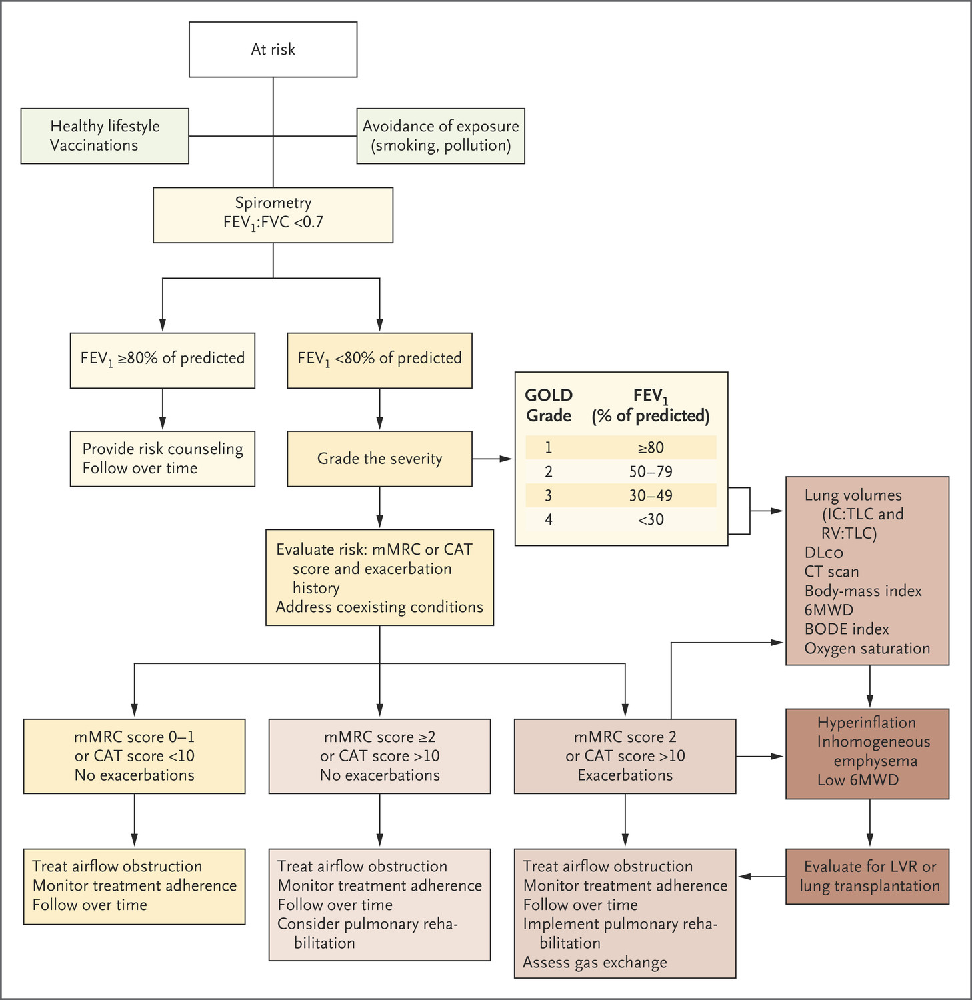 At risk
Healthy lifestyle
Vaccinations
Avoidance of exposure
(smoking, pollution)
Spirometry
FEV₁:FVC <0.7
FEV₁ ≥80% of predicted
FEV₁ <80% of predicted
Provide risk counseling
Follow over time
Grade the severity
GOLD Grade FEV₁ (% of predicted)
1 ≥80
2 50–79
3 30–49
4 <30
Lung volumes
(IC:TLC and
RV:TLC)
DLCO
CT scan
Body-mass index
6MWD
BODE index
Oxygen saturation
Evaluate risk: mMRC or CAT
score and exacerbation
history
Address coexisting conditions
mMRC score 0–1
or CAT score <10
No exacerbations
mMRC score ≥2
or CAT score >10
No exacerbations
mMRC score 2
or CAT score >10
Exacerbations
Hyperinflation
Inhomogeneous
emphysema
Low 6MWD
Treat airflow obstruction
Monitor treatment adherence
Follow over time
Treat airflow obstruction
Monitor treatment adherence
Follow over time
Consider pulmonary reha-
bilitation
Treat airflow obstruction
Monitor treatment adherence
Follow over time
Implement pulmonary reha-
bilitation
Assess gas exchange
Evaluate for LVR or
lung transplantation